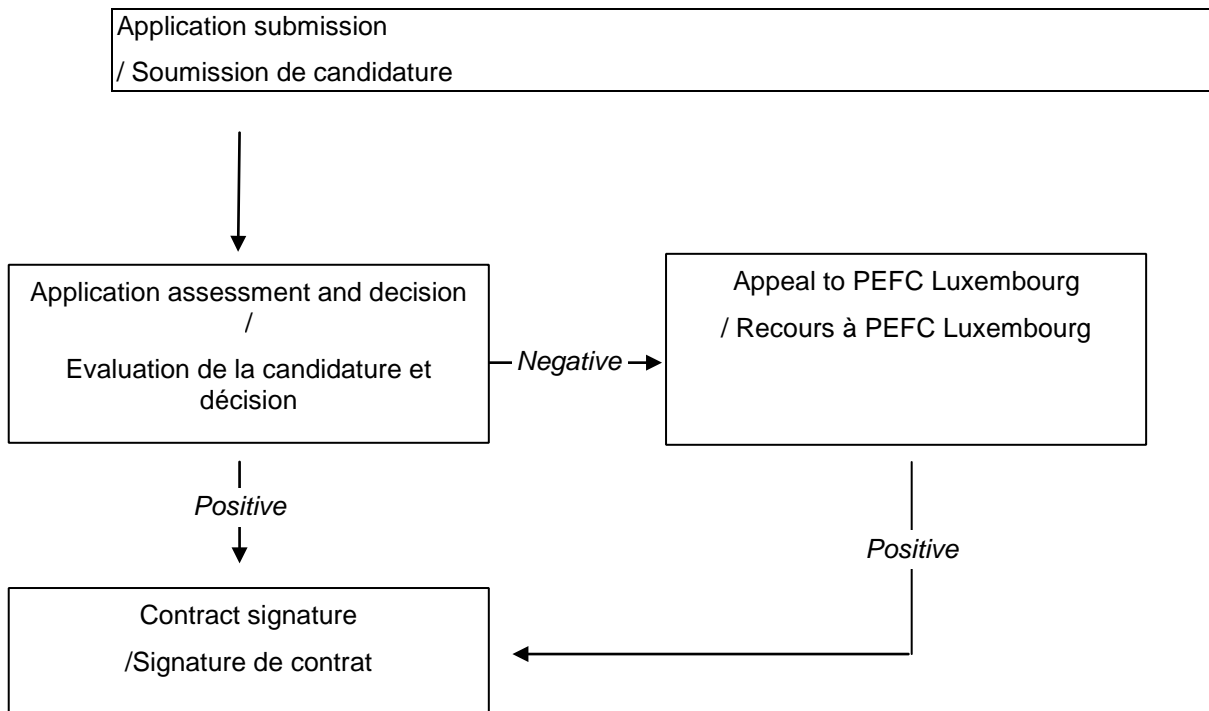 Application submission
/ Soumission de candidature
Application assessment and decision
/
Evaluation de la candidature et
décision
Negative
Appeal to PEFC Luxembourg
/ Recours à PEFC Luxembourg
Positive
Positive
Contract signature
/Signature de contrat